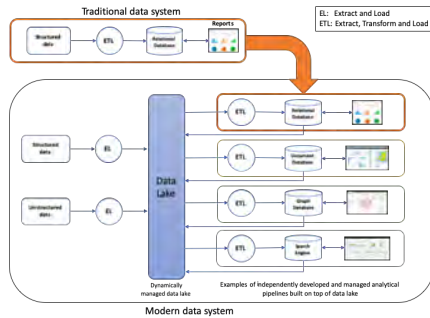 Traditional data system
EL: Extract and Load
ETL: Extract, Transform and Load
Reports
Structured data
ETL
Relational
Database
ETL
Relational
Database
Structured
data
EL
ETL
Document
Database
Data
Lake
Unstructured
data
EL
ETL
Graph
Database
ETL
Search
Engine
Dynamically
managed data lake
Examples of independently developed and managed analytical
pipelines built on top of data lake
Modern data system